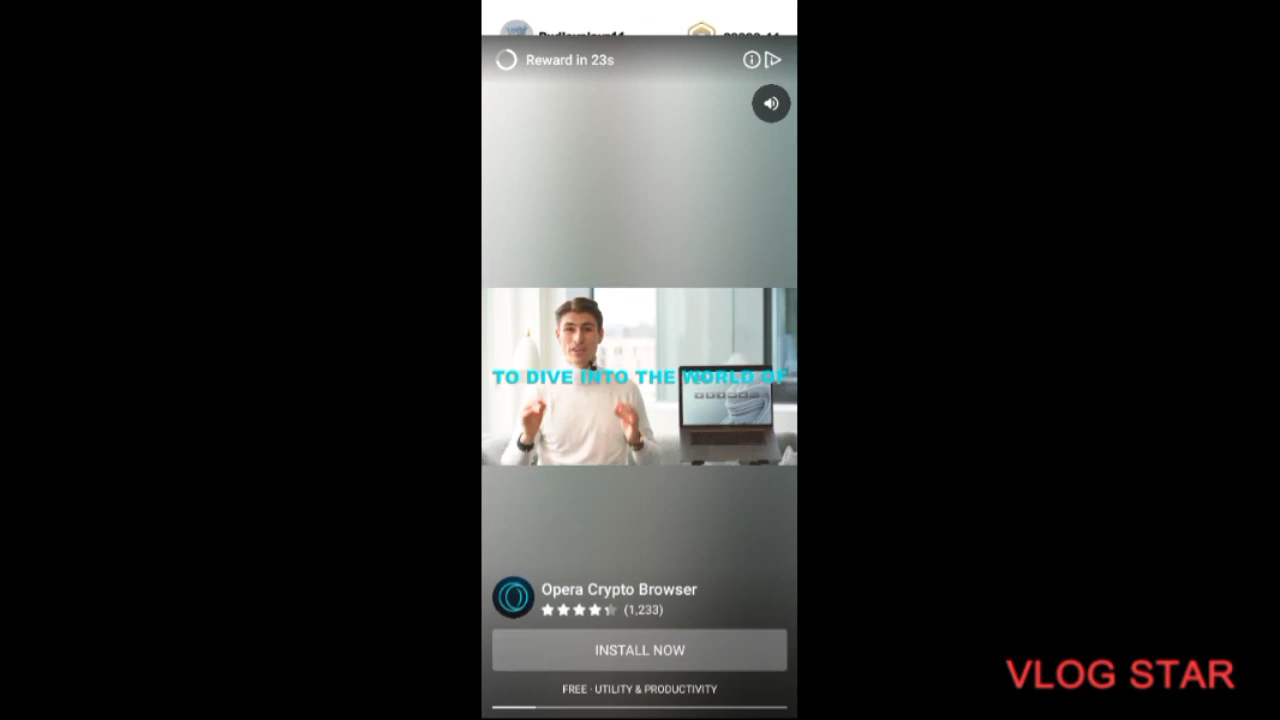 Reward in 23s
TO DIVE INTO THE WORLD OF
Opera Crypto Browser
(1,233)
INSTALL NOW
FREE · UTILITY & PRODUCTIVITY
VLOG STAR